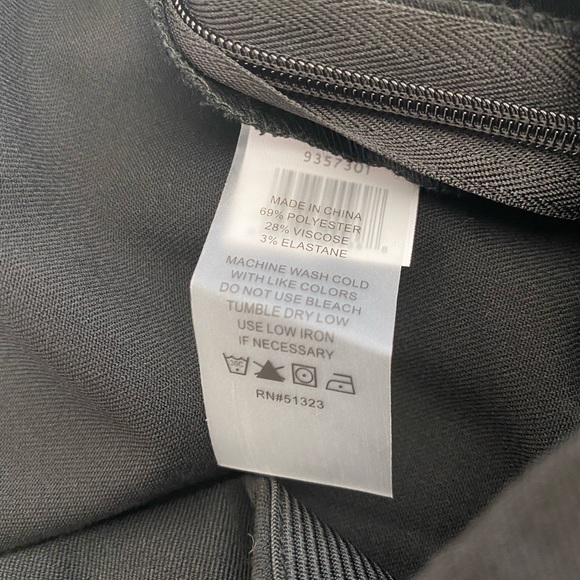 9357301
MADE IN CHINA
69% POLYESTER
28% VISCOSE
3% ELASTANE
MACHINE WASH COLD
WITH LIKE COLORS
DO NOT USE BLEACH
TUMBLE DRY LOW
USE LOW IRON
IF NECESSARY
30C
RN#51323